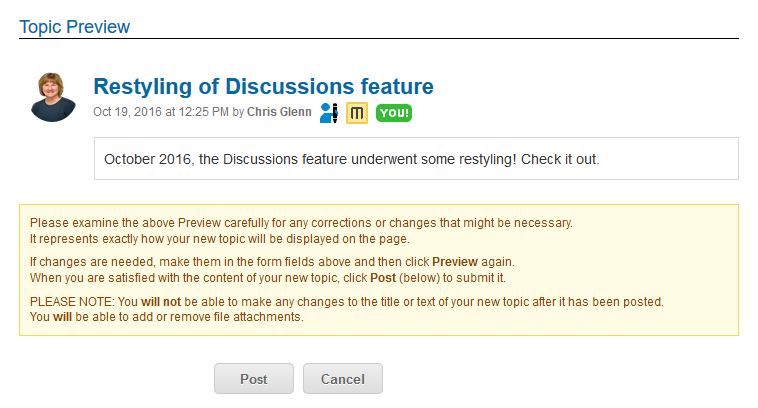 Topic Preview
Restyling of Discussions feature
Oct 19, 2016 at 12:25 PM by Chris Glenn M YOU!
October 2016, the Discussions feature underwent some restyling! Check it out.
Please examine the above Preview carefully for any corrections or changes that might be necessary.
It represents exactly how your new topic will be displayed on the page.
If changes are needed, make them in the form fields above and then click Preview again.
When you are satisfied with the content of your new topic, click Post (below) to submit it.
PLEASE NOTE: You will not be able to make any changes to the title or text of your new topic after it has been posted.
You will be able to add or remove file attachments.
Post Cancel